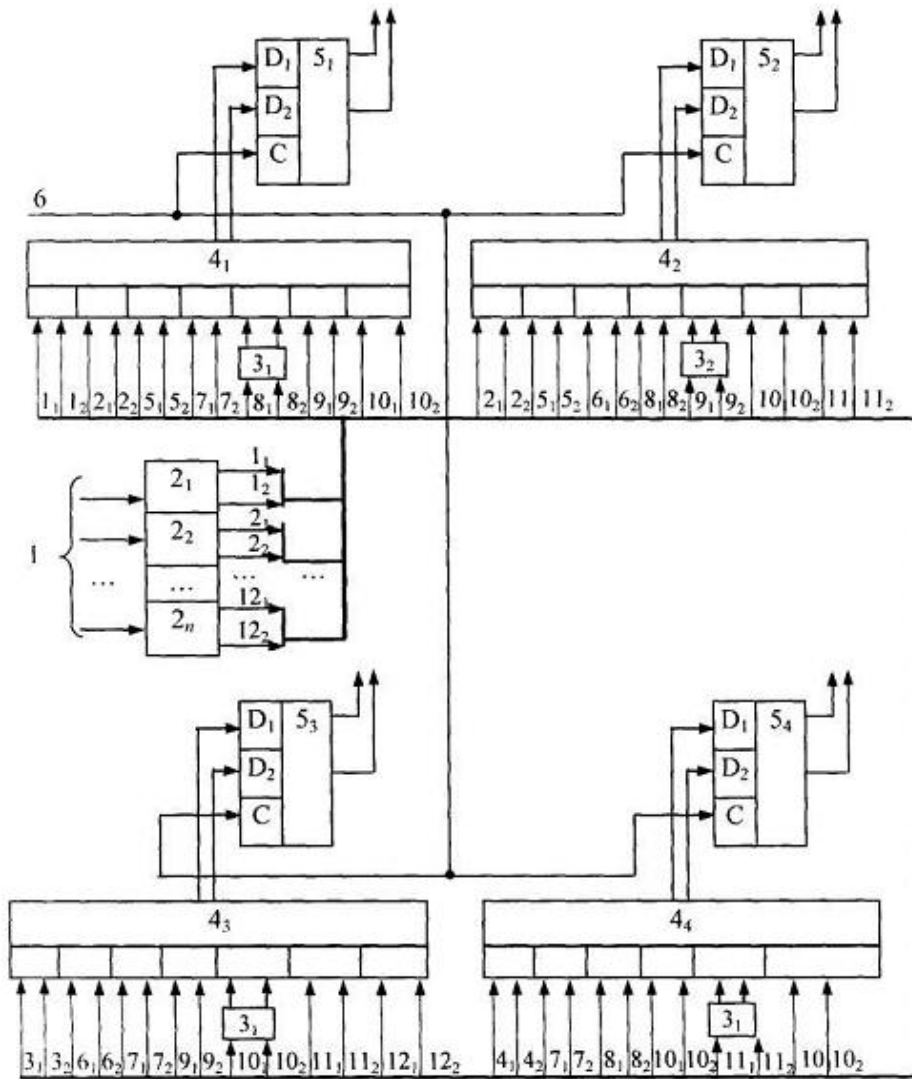 D₁ 5₁ D₁ 5₂
D₂ D₂
C C
6
4₁ 4₂
3₁ 3₂
1₁ 1₂ 2₁ 2₂ 5₁ 5₂ 7₁ 7₂ 8₁ 8₂ 9₁ 9₂ 10₁ 10₂ 2₁ 2₂ 5₁ 5₂ 6₁ 6₂ 8₁ 8₂ 9₁ 9₂ 10₁ 10₂ 11₁ 11₂
2₁ 1₁
1₂
2₂ 2₁
2₂
1
... ... ... ...
2ₙ 12₁
12₂
D₁ 5₃ D₁ 5₄
D₂ D₂
C C
4₃ 4₄
3₁ 3₁
3₁ 3₂ 6₁ 6₂ 7₁ 7₂ 9₁ 9₂ 10₁ 10₂ 11₁ 11₂ 12₁ 12₂ 4₁ 4₂ 7₁ 7₂ 8₁ 8₂ 10₁ 10₂ 11₁ 11₂ 10 10₂